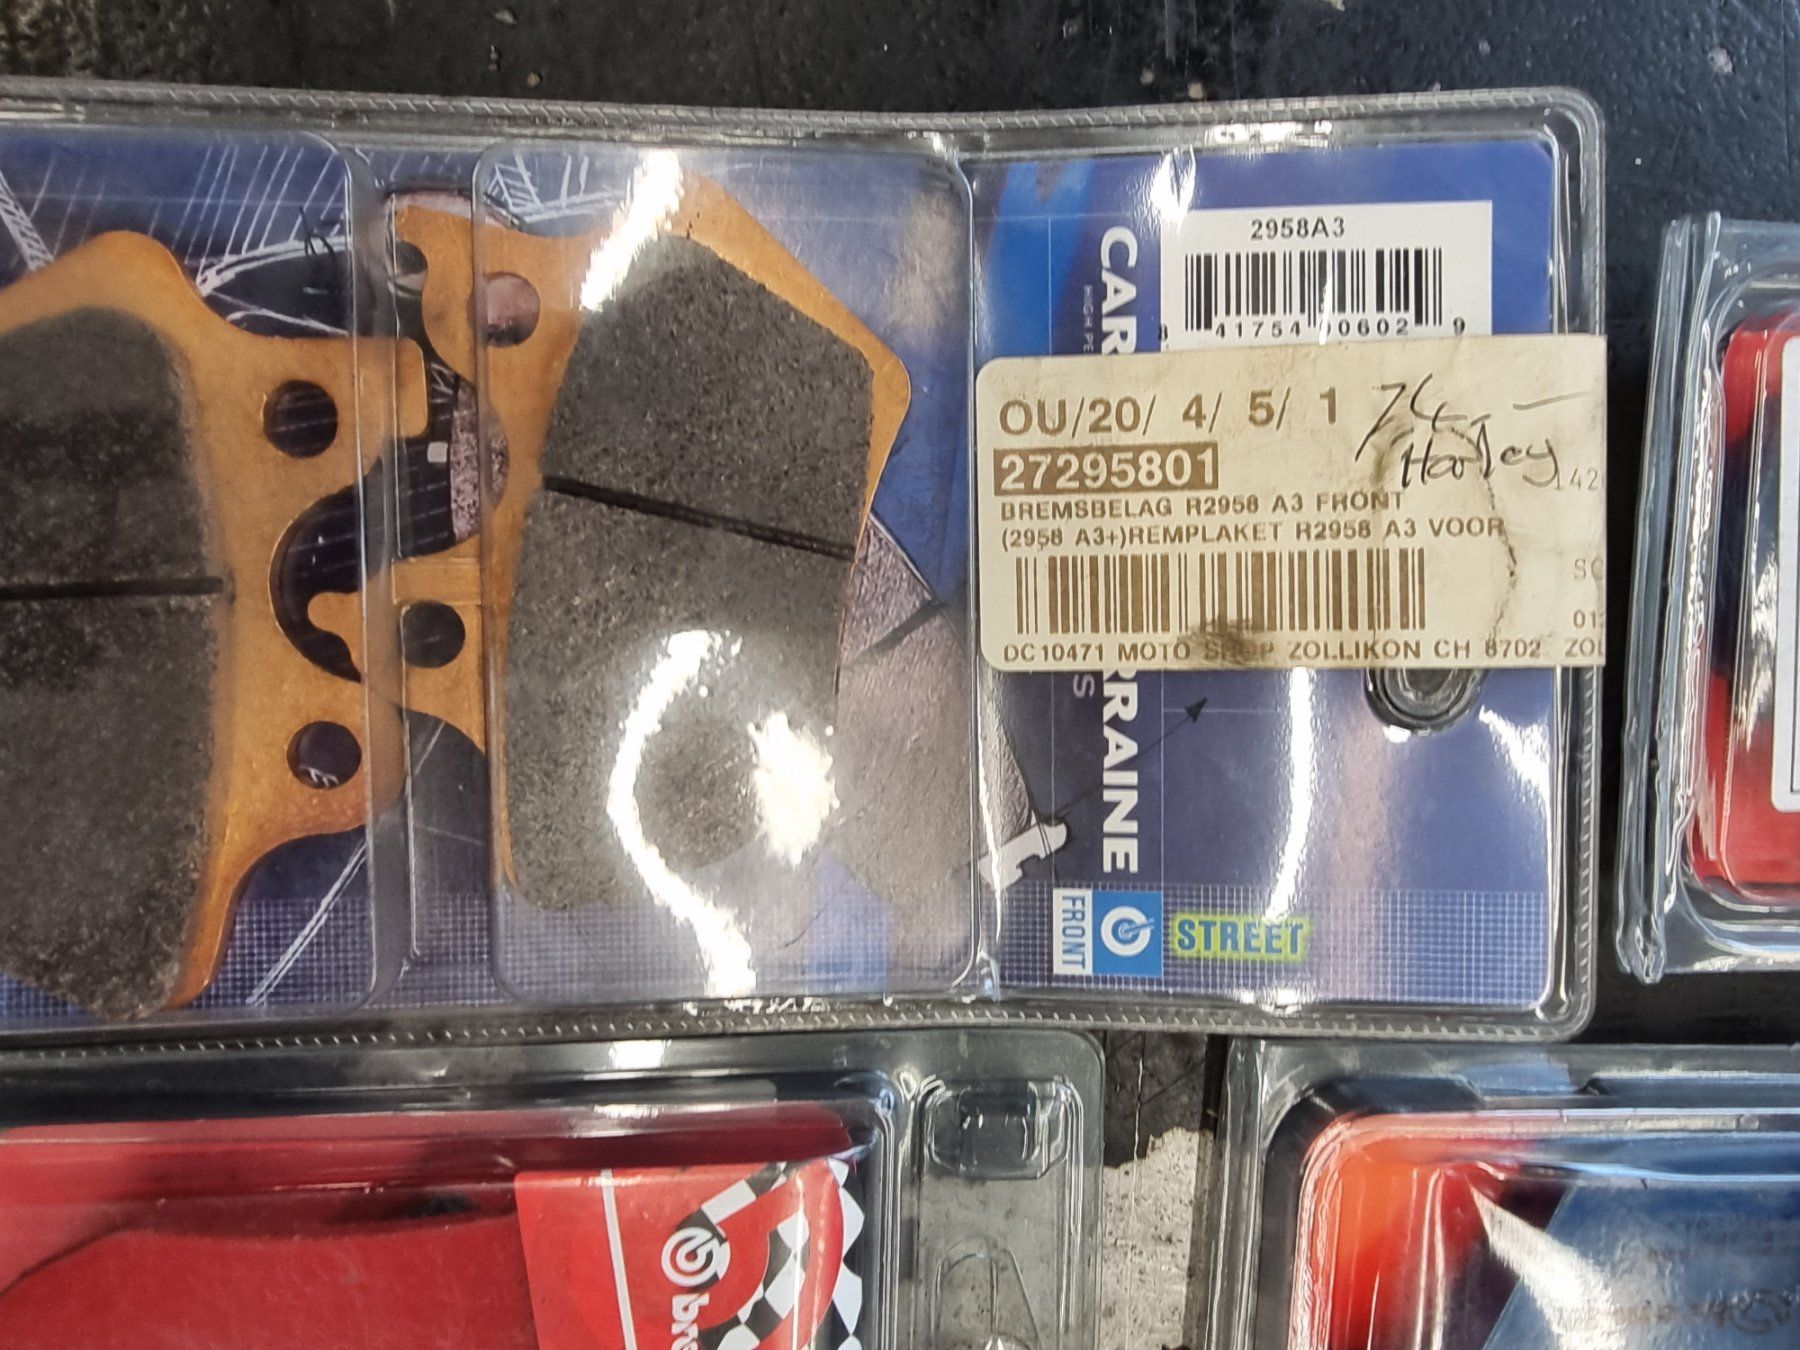 2958A3
41754 00602 9
OU/20/ 4/ 5/ 1
Harley
27295801
BREMSBELAG R2958 A3 FRONT
(2958 A3+)REMPLAKET R2958 A3 VOOR
DC10471 MOTO SHOP ZOLLIKON CH 8702
RRAINE
FRONT
STREET